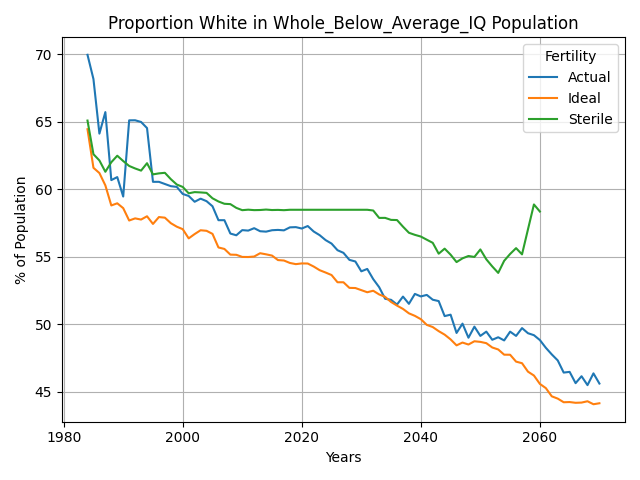 Proportion White in Whole_Below_Average_IQ Population
% of Population
70
65
60
55
50
45
Fertility
Actual
Ideal
Sterile
1980
2000
2020
2040
2060
Years